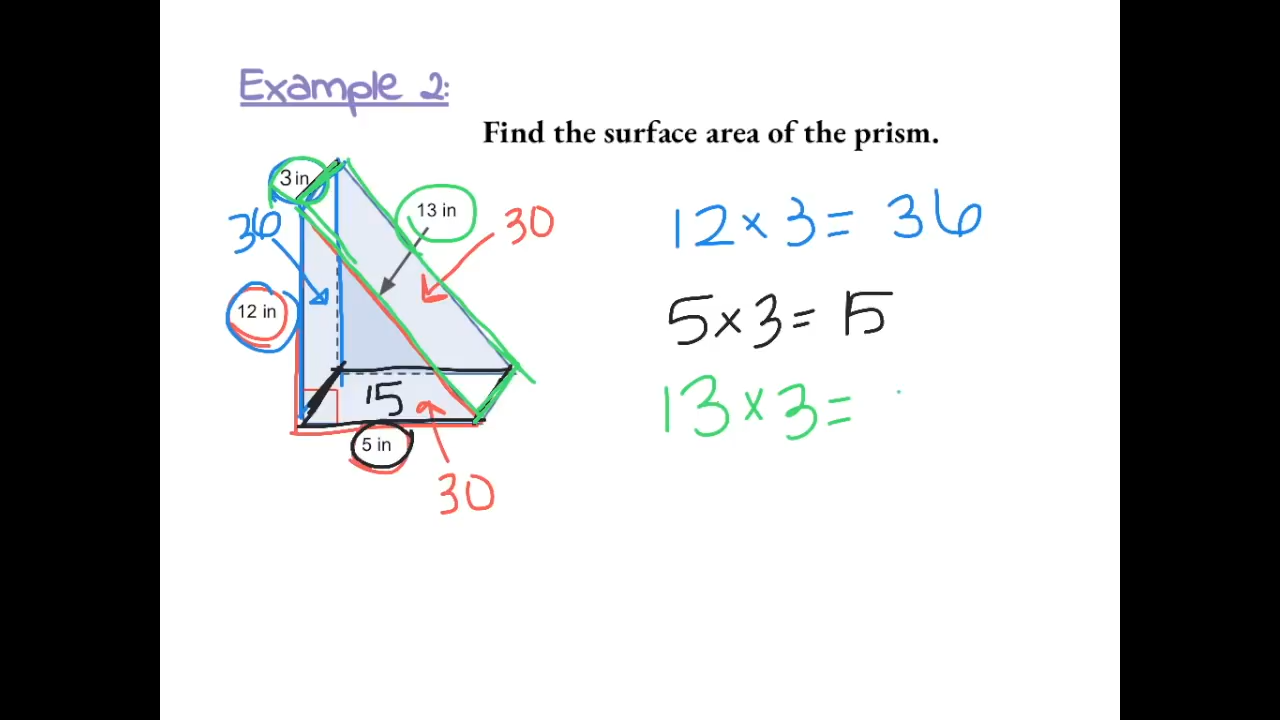 Example 2:
Find the surface area of the prism.
3 in
13 in
36
30
12 in
15
5 in
30
12 x 3 = 36
5 x 3 = 15
13 x 3 =